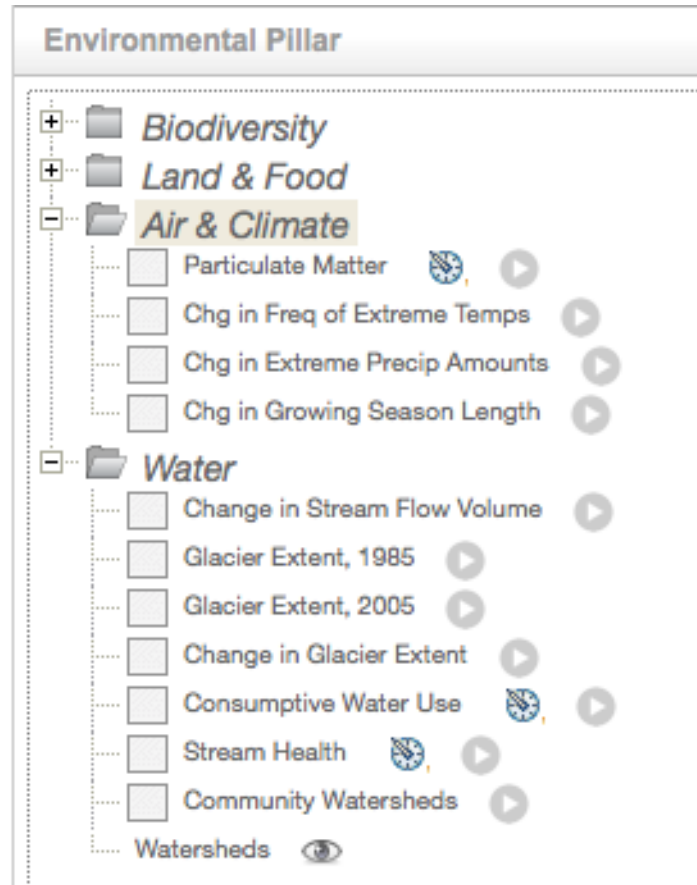 Environmental Pillar
Biodiversity
Land & Food
Air & Climate
Particulate Matter
Chg in Freq of Extreme Temps
Chg in Extreme Precip Amounts
Chg in Growing Season Length
Water
Change in Stream Flow Volume
Glacier Extent, 1985
Glacier Extent, 2005
Change in Glacier Extent
Consumptive Water Use
Stream Health
Community Watersheds
Watersheds